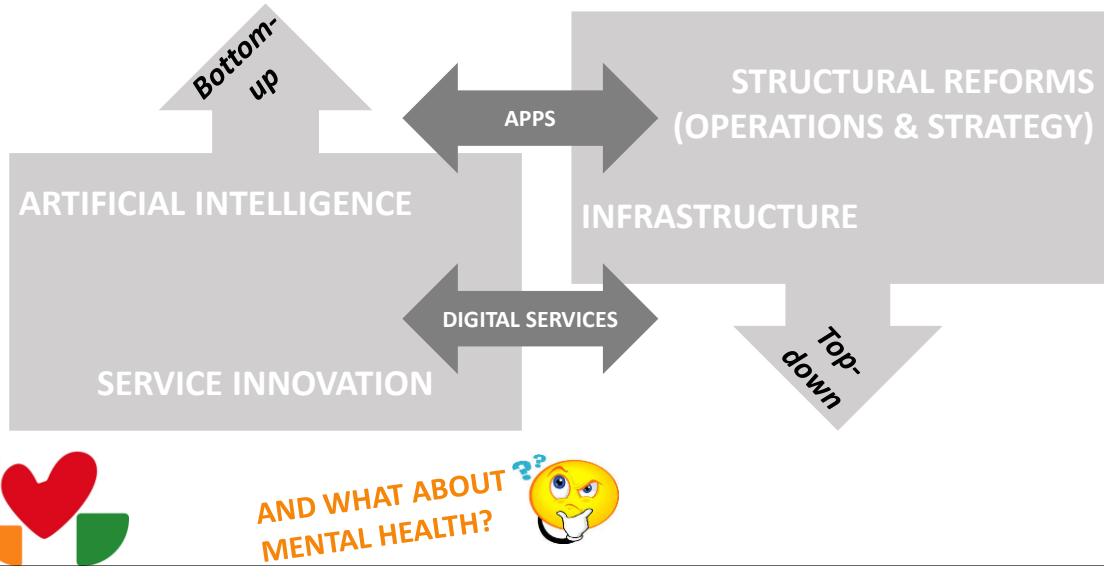 Bottom-
up
ARTIFICIAL INTELLIGENCE
SERVICE INNOVATION
APPS
DIGITAL SERVICES
STRUCTURAL REFORMS
(OPERATIONS & STRATEGY)
INFRASTRUCTURE
Top-
down
AND WHAT ABOUT
MENTAL HEALTH?
??